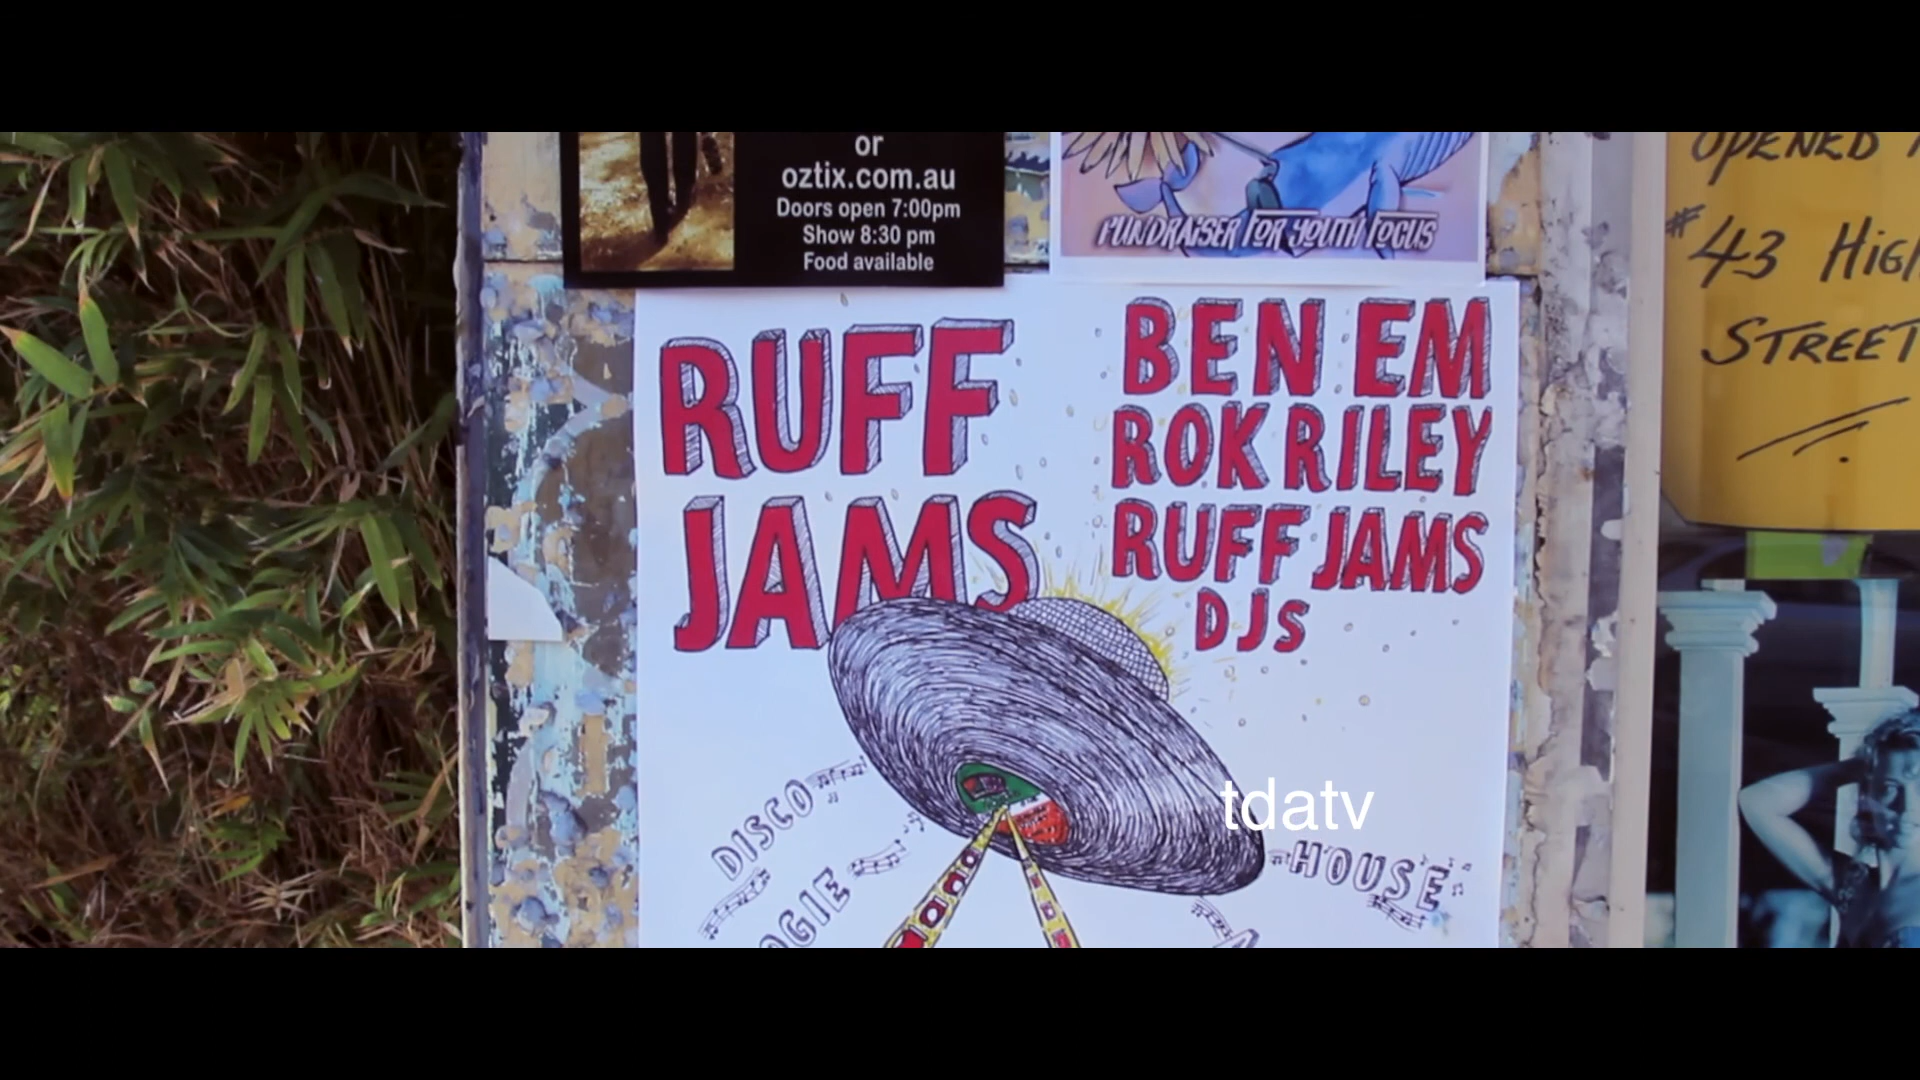 or
oztix.com.au
Doors open 7:00pm
Show 8:30 pm
Food available
FUNDRAISER FOR YOUTH FOCUS
OPENED
#43 HIGH
STREET
RUFF
JAMS
BEN EM
ROK RILEY
RUFF JAMS
DJs
DISCO
OGIE
HOUSE
tdatv